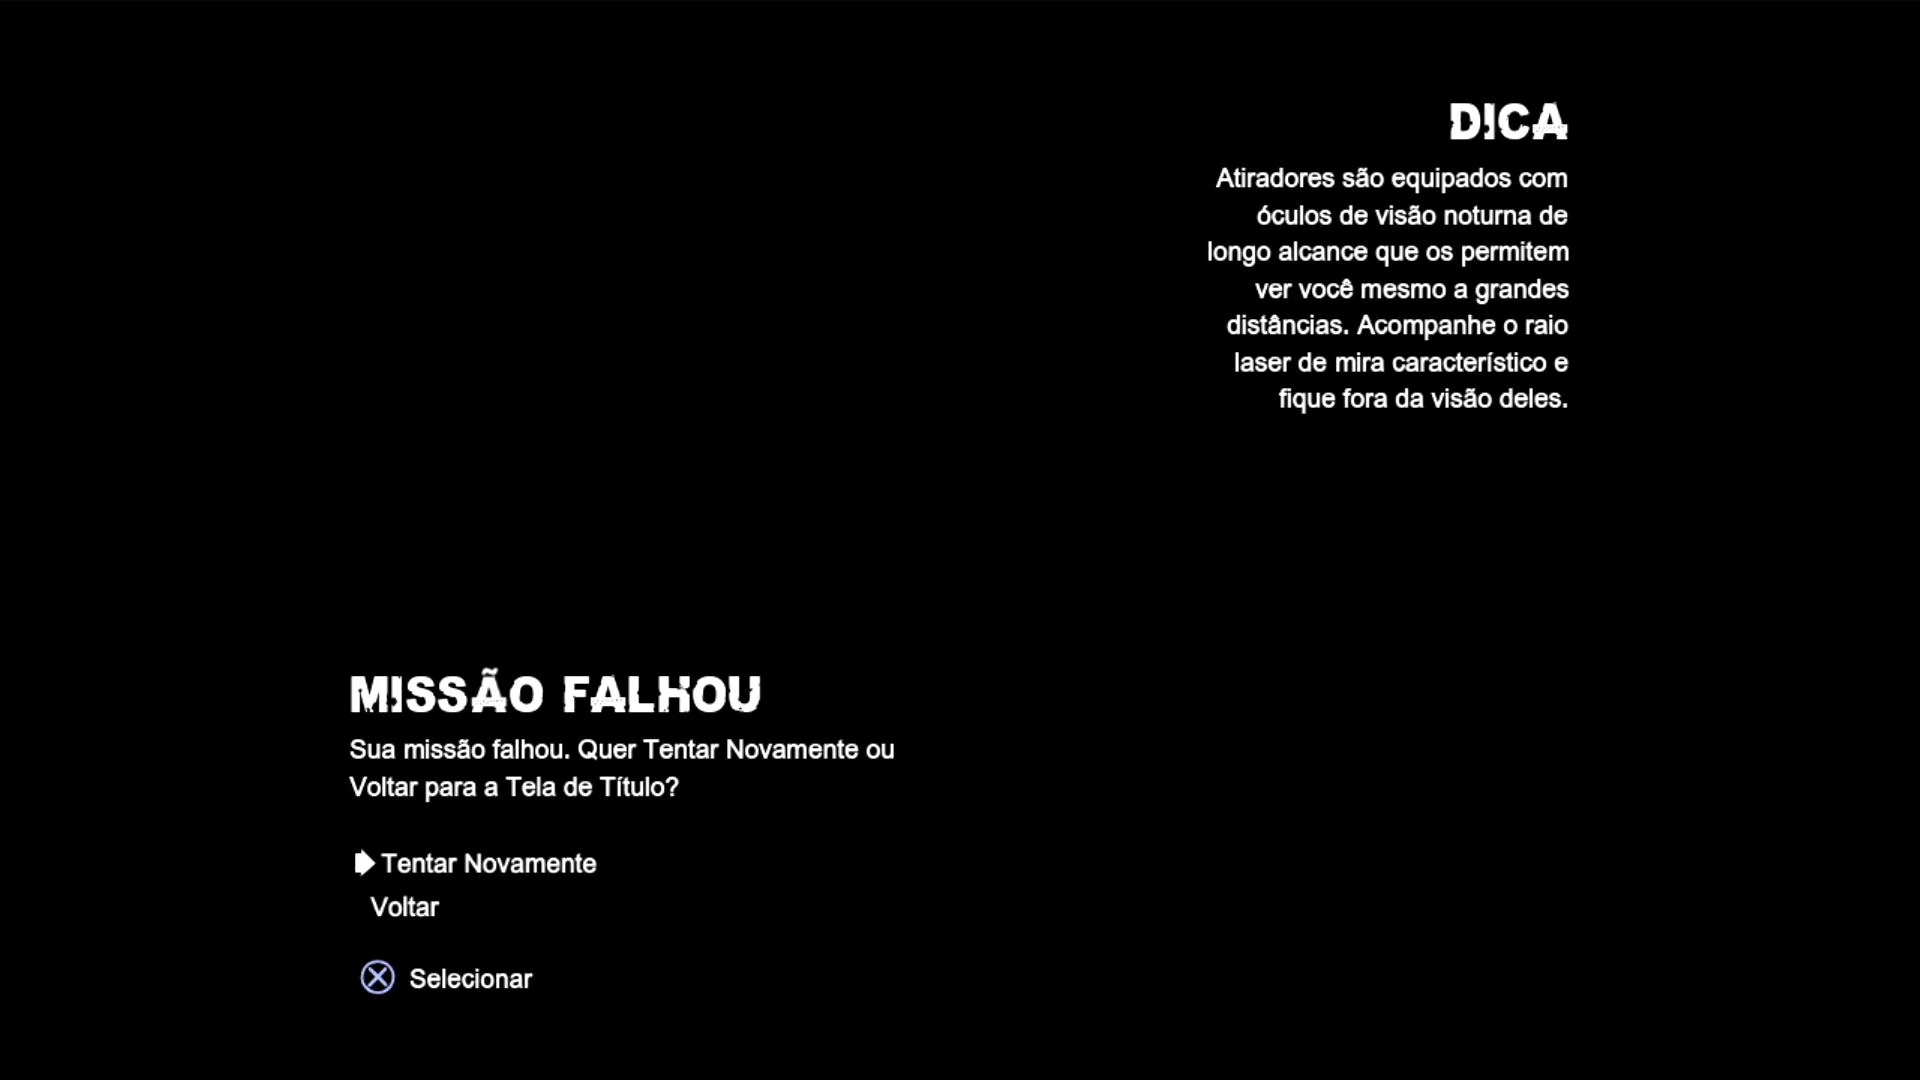 DICA
Atiradores são equipados com
óculos de visão noturna de
longo alcance que os permitem
ver você mesmo a grandes
distâncias. Acompanhe o raio
laser de mira característico e
fique fora da visão deles.
MISSÃO FALHOU
Sua missão falhou. Quer Tentar Novamente ou
Voltar para a Tela de Título?
Tentar Novamente
Voltar
Selecionar